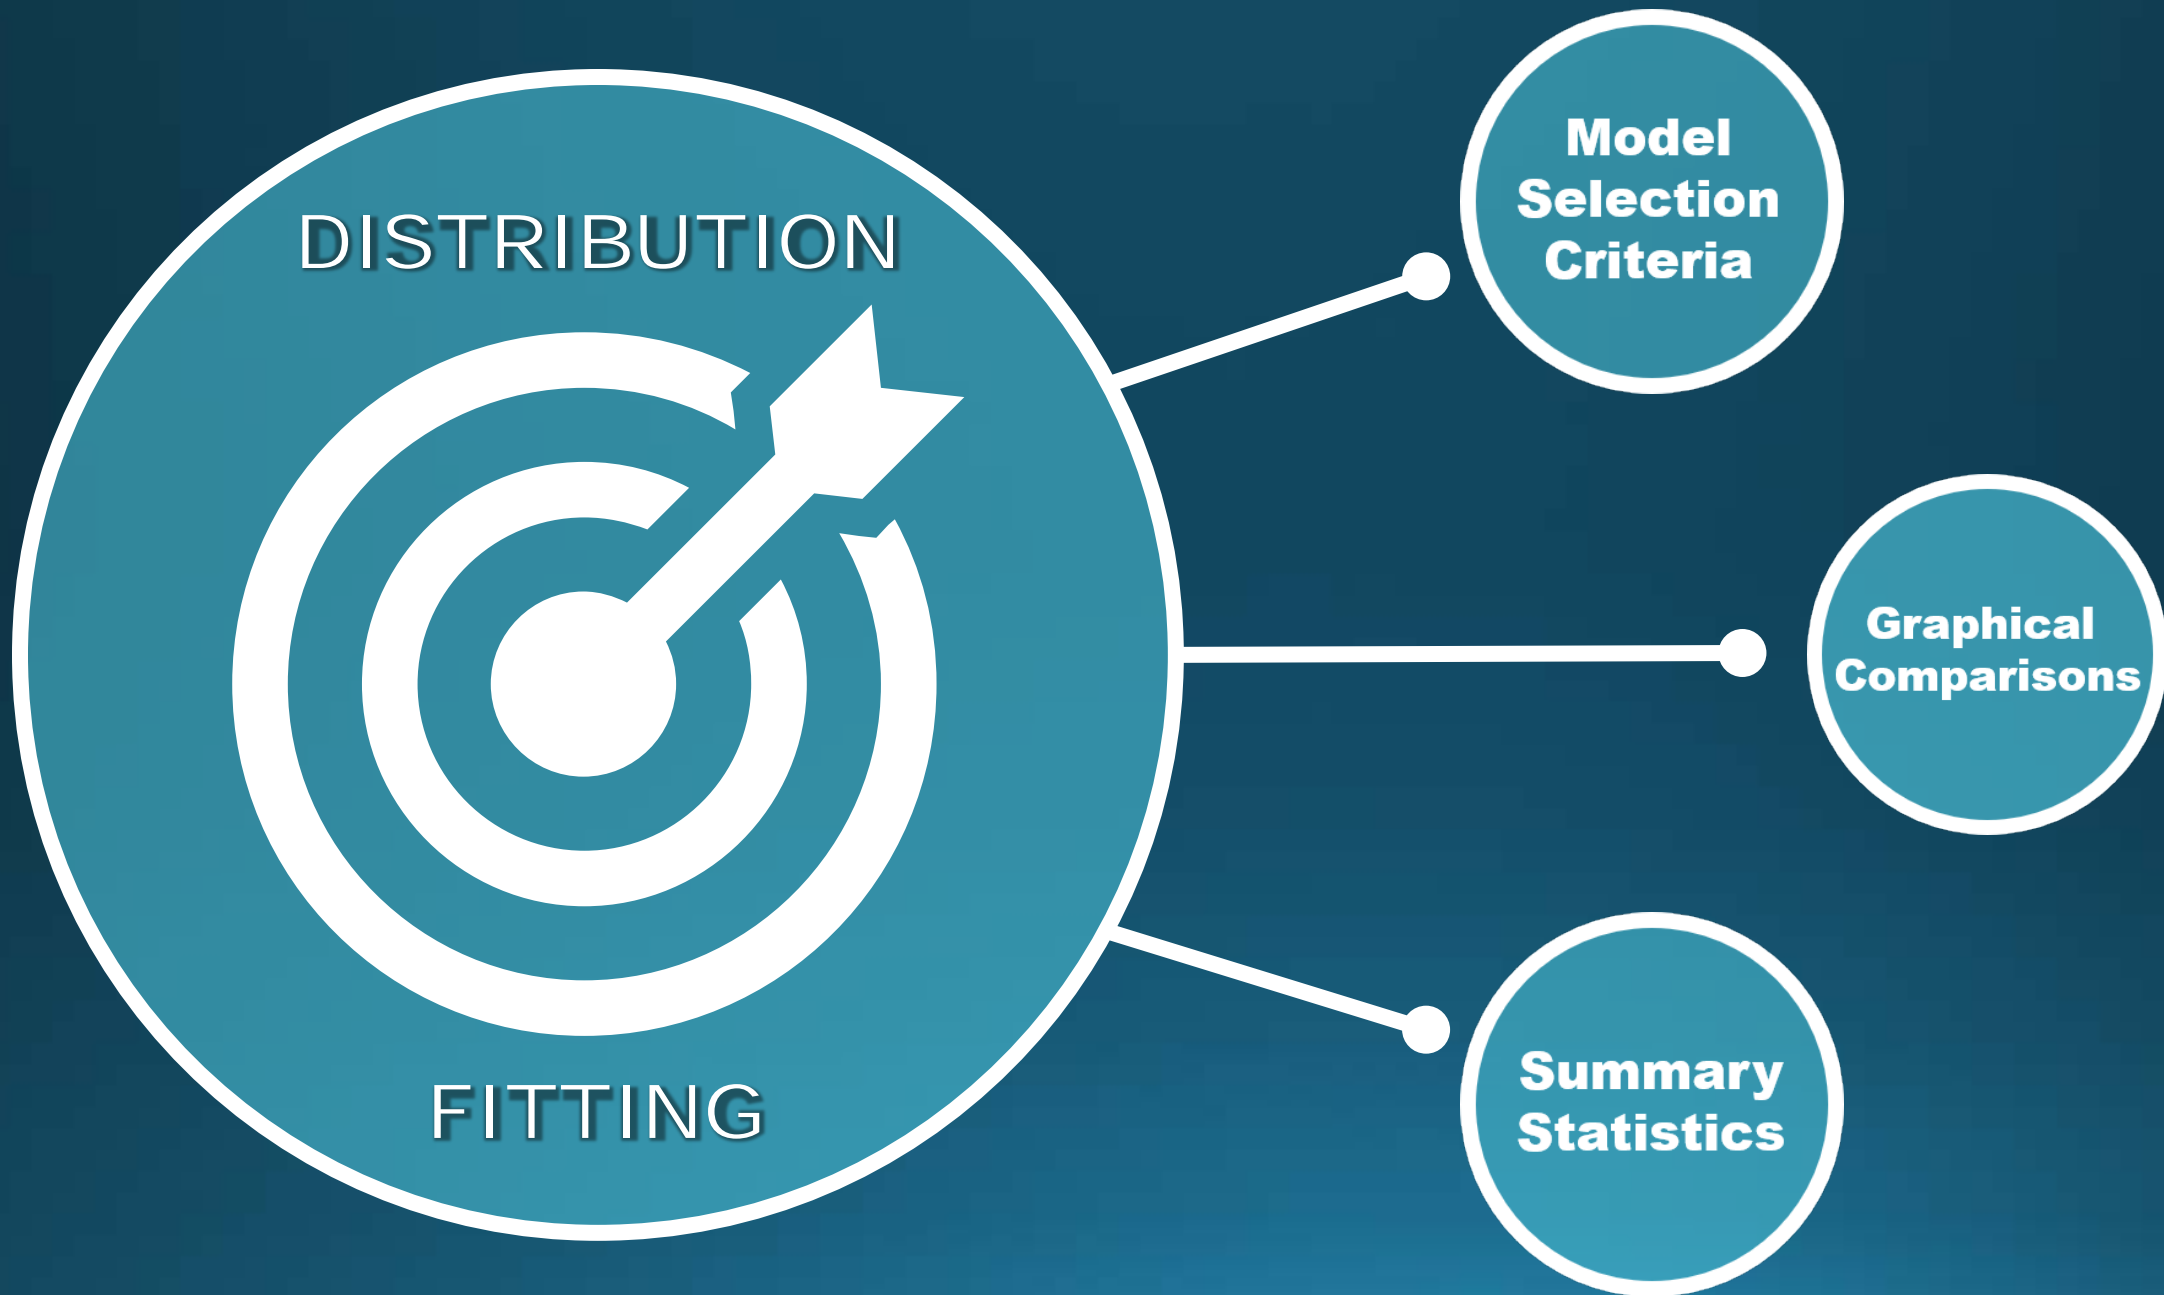 DISTRIBUTION
FITTING
Model
Selection
Criteria
Graphical
Comparisons
Summary
Statistics